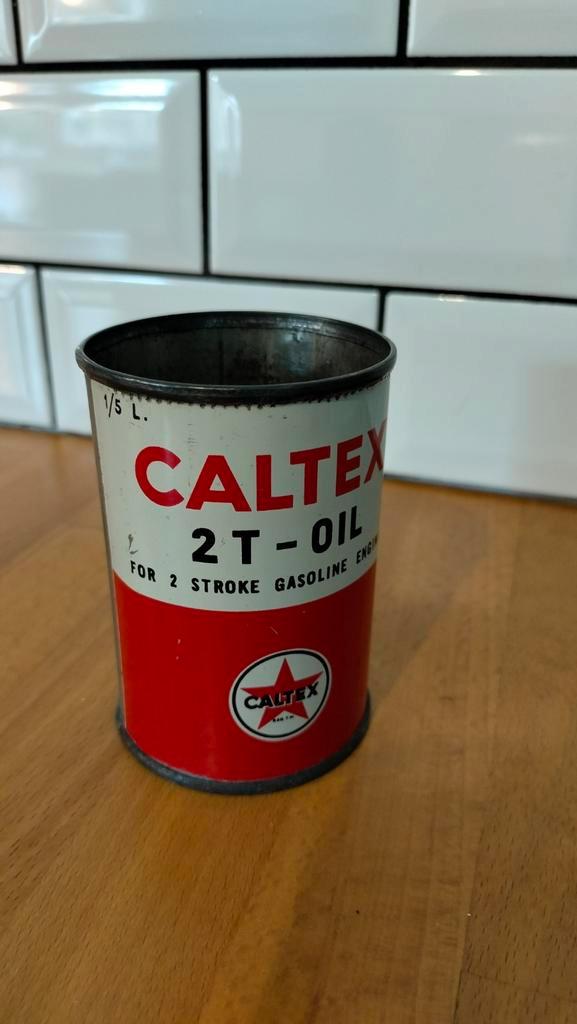 1/5 L.
CALTEX
2T-OIL
FOR 2 STROKE GASOLINE
CALTEX